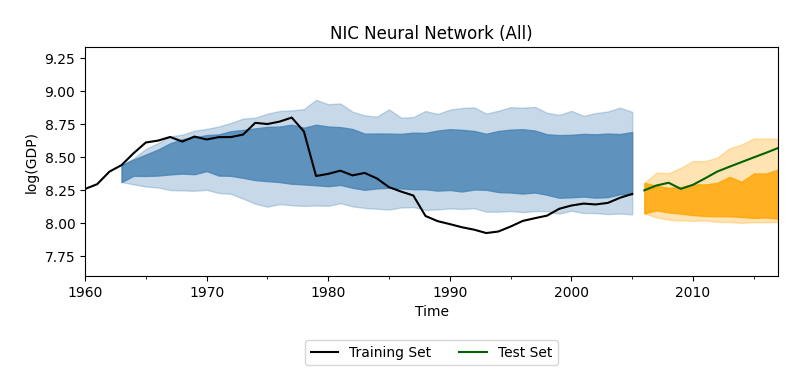 NIC Neural Network (All)
log(GDP)
9.25
9.00
8.75
8.50
8.25
8.00
7.75
1960 1970 1980 1990 2000 2010
Time
Training Set Test Set